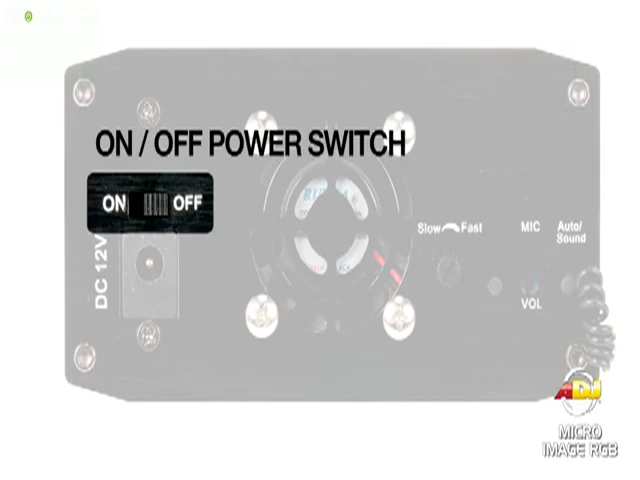 ON / OFF POWER SWITCH
ON OFF
DC 12V
Slow Fast
MIC
Auto/
Sound
VOL
ADJ
MICRO
IMAGE RGB